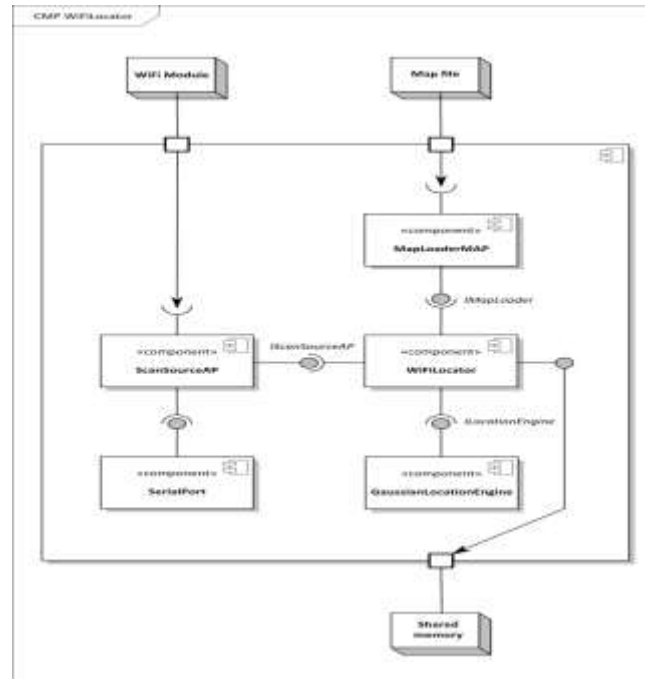 CMP WiFiLocator
WiFi Module
Map file
«component»
MapLoaderMAP
IMapLoader
«component»
ScanSourceAP
IScanSourceAP
«component»
WiFiLocator
ILocationEngine
«component»
SerialPort
«component»
GaussianLocationEngine
Shared
memory